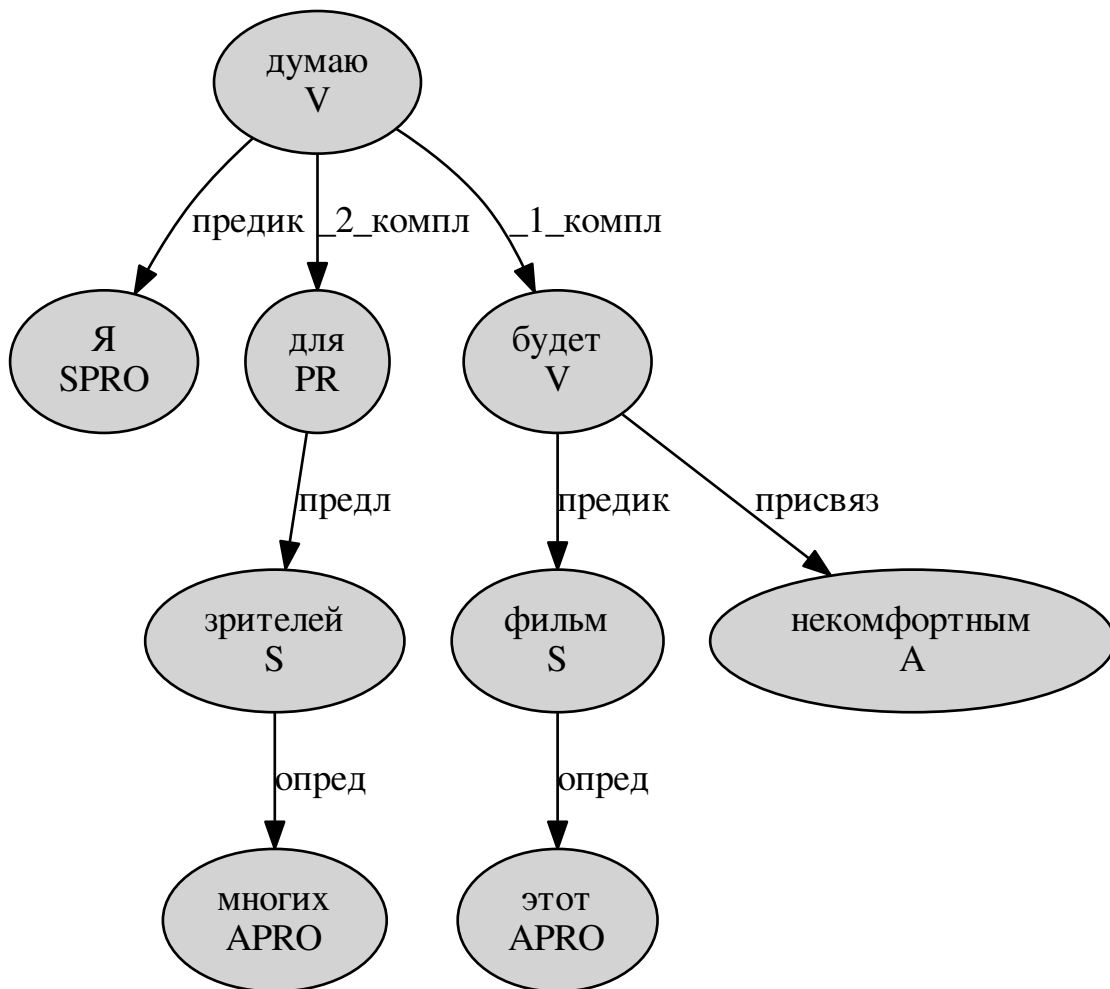 думаю
V
предик
_2_компл
_1_компл
Я
SPRO
для
PR
будет
V
предл
предик
присвяз
зрителей
S
фильм
S
некомфортным
A
опред
опред
многих
APRO
этот
APRO